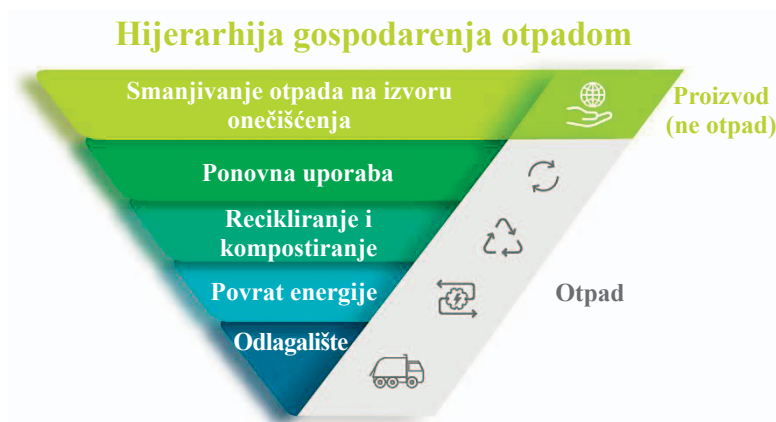 Hijerarhija gospodarenja otpadom
Smanjivanje otpada na izvoru
onečišćenja
Proizvod
(ne otpad)
Ponovna uporaba
Recikliranje i
kompostiranje
Povrat energije
Otpad
Odlagalište